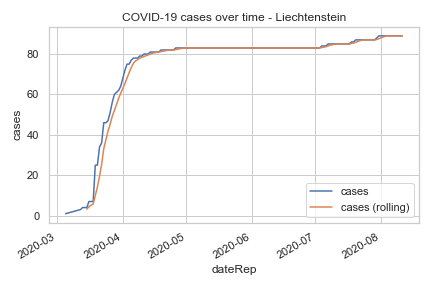 COVID-19 cases over time - Liechtenstein
80
60
40
20
0
cases
cases
cases (rolling)
2020-03
2020-04
2020-05
2020-06
2020-07
2020-08
dateRep